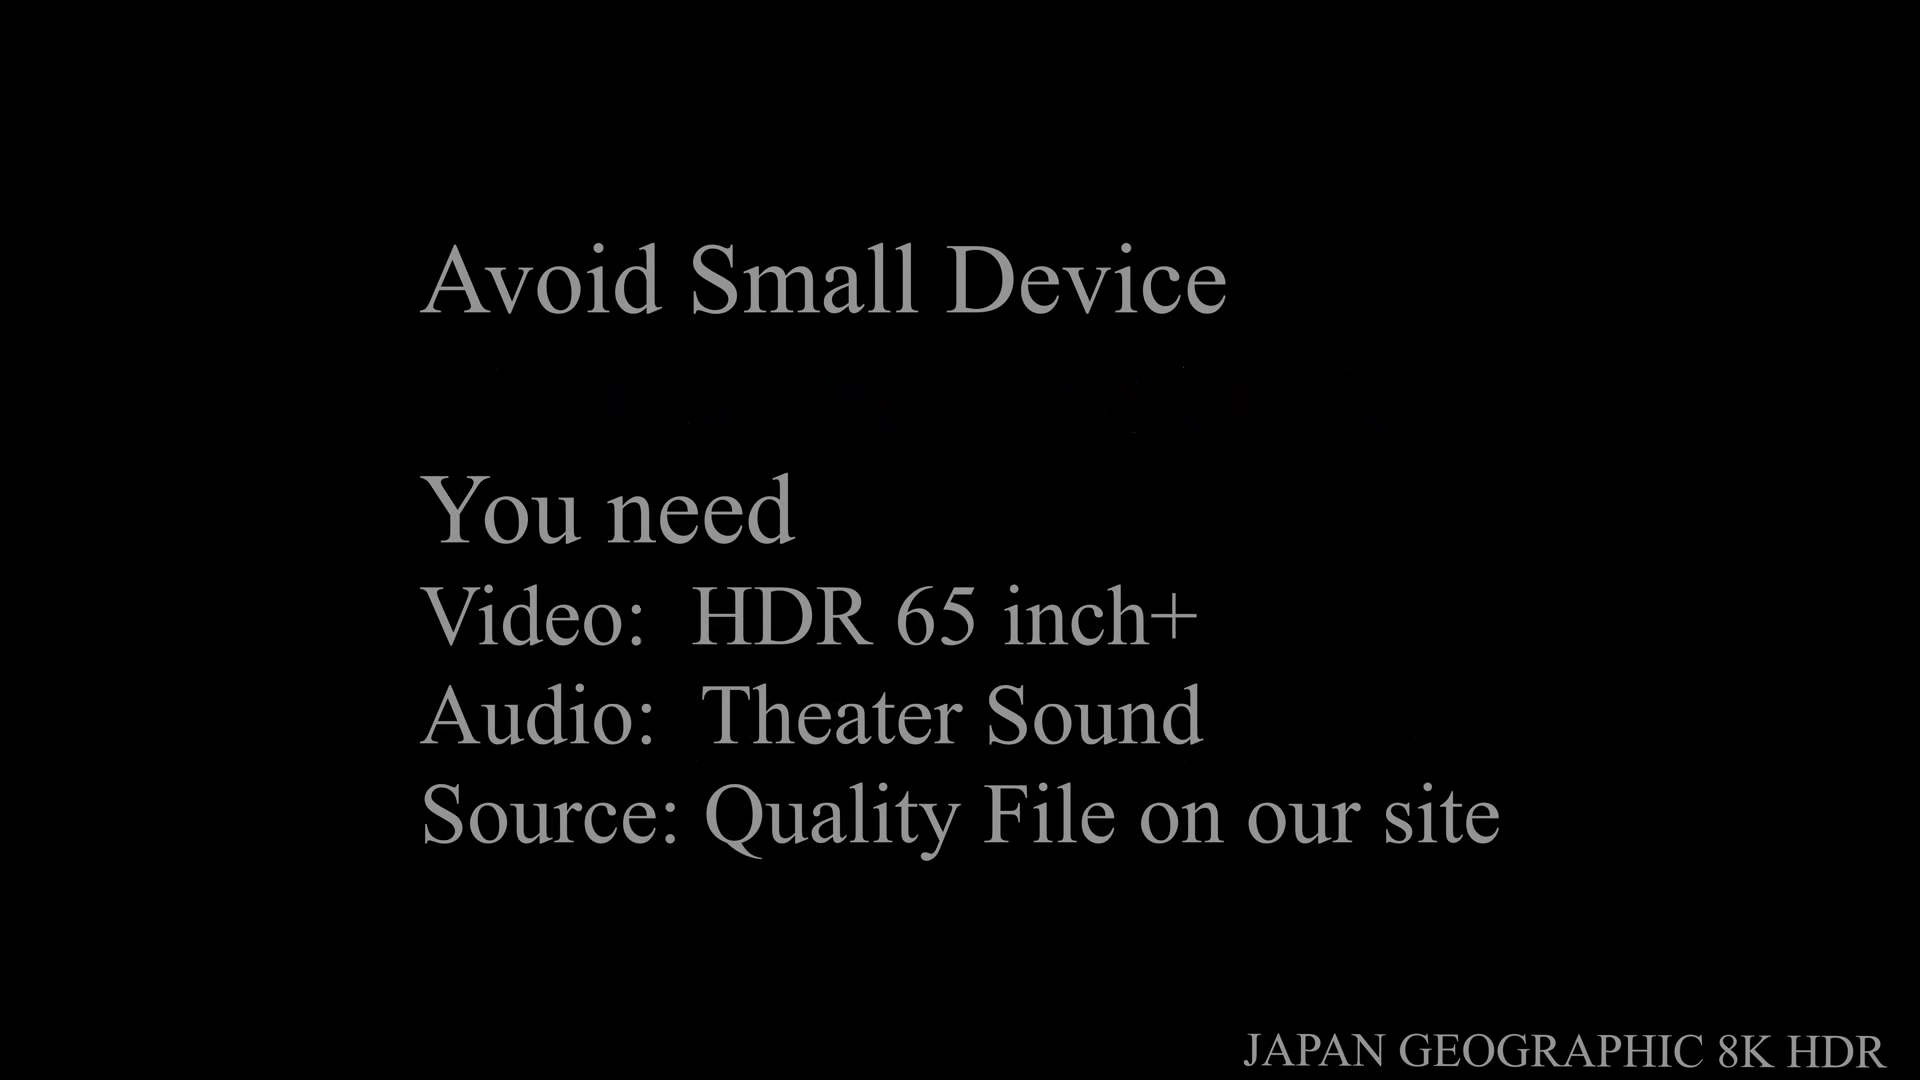 Avoid Small Device
You need
Video: HDR 65 inch+
Audio: Theater Sound
Source: Quality File on our site
JAPAN GEOGRAPHIC 8K HDR